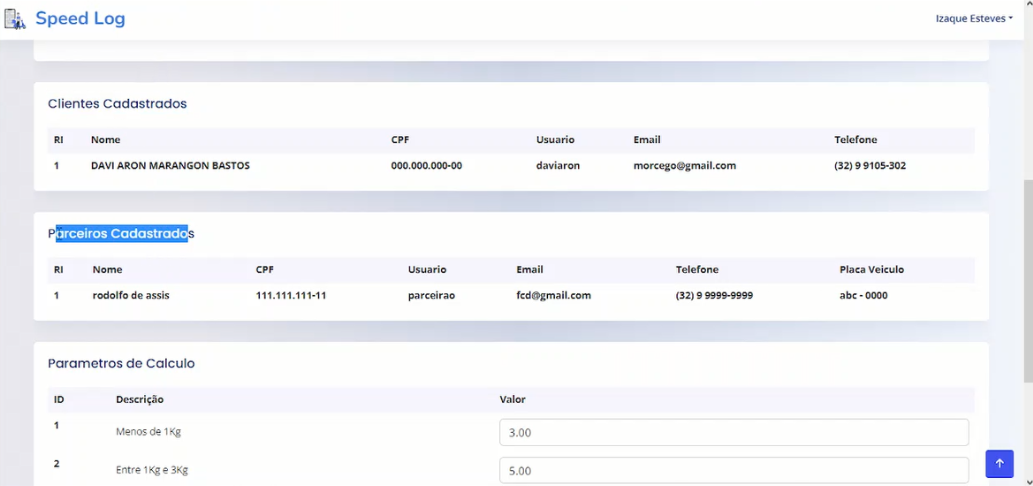 Speed Log
Izaque Esteves
Clientes Cadastrados
RI Nome CPF Usuario Email Telefone
1 DAVI ARON MARANGON BASTOS 000.000.000-00 daviaron morcego@gmail.com (32) 9 9105-302
Parceiros Cadastrados
RI Nome CPF Usuario Email Telefone Placa Veiculo
1 rodolfo de assis 111.111.111-11 parceirao fcd@gmail.com (32) 9 9999-9999 abc - 0000
Parametros de Calculo
ID Descrição Valor
1 Menos de 1Kg 3.00
2 Entre 1Kg e 3Kg 5.00